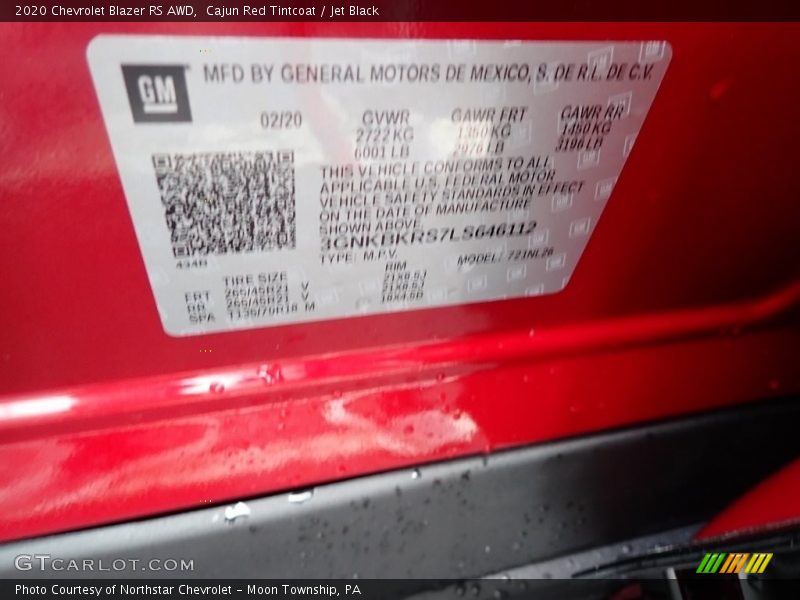 2020 Chevrolet Blazer RS AWD, Cajun Red Tintcoat / Jet Black
GM MFD BY GENERAL MOTORS DE MEXICO, S. DE R.L. DE C.V.
02/20 GVWR GAWR FRT GAWR RR
2722 KG 1350 KG 1450 KG
6001 LB 2976 LB 3196 LB
THIS VEHICLE CONFORMS TO ALL
APPLICABLE U.S. FEDERAL MOTOR
VEHICLE SAFETY STANDARDS IN EFFECT
ON THE DATE OF MANUFACTURE
SHOWN ABOVE.
3GNKBKRS7LS646112
TYPE: M.P.V. MODEL: 721NL26
TIRE SIZE RIM
FRT 265/45R21 V 21X8.5J
RR 265/45R21 V 21X8.5J
SPA T135/70R18 M 18X4.5B
GTCARLOT.COM
Photo Courtesy of Northstar Chevrolet - Moon Township, PA